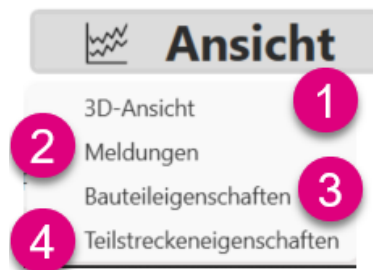 Ansicht
3D-Ansicht 1
2 Meldungen
Bauteileigenschaften 3
4 Teilstreckeneigenschaften